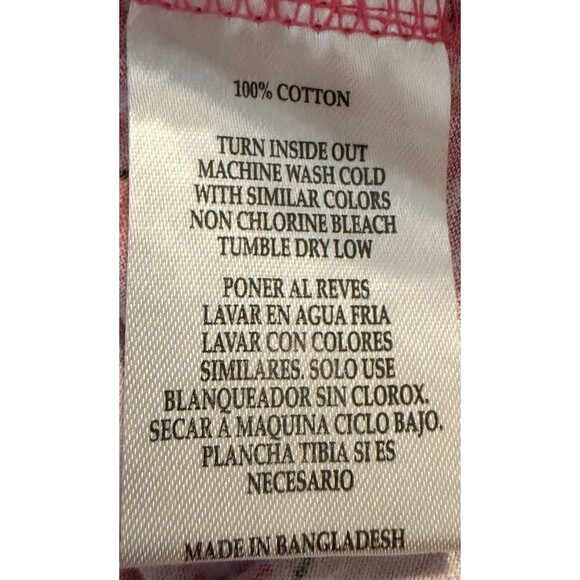 100% COTTON
TURN INSIDE OUT
MACHINE WASH COLD
WITH SIMILAR COLORS
NON CHLORINE BLEACH
TUMBLE DRY LOW
PONER AL REVES
LAVAR EN AGUA FRIA
LAVAR CON COLORES
SIMILARES. SOLO USE
BLANQUEADOR SIN CLOROX.
SECAR A MAQUINA CICLO BAJO.
PLANCHA TIBIA SI ES
NECESARIO
MADE IN BANGLADESH